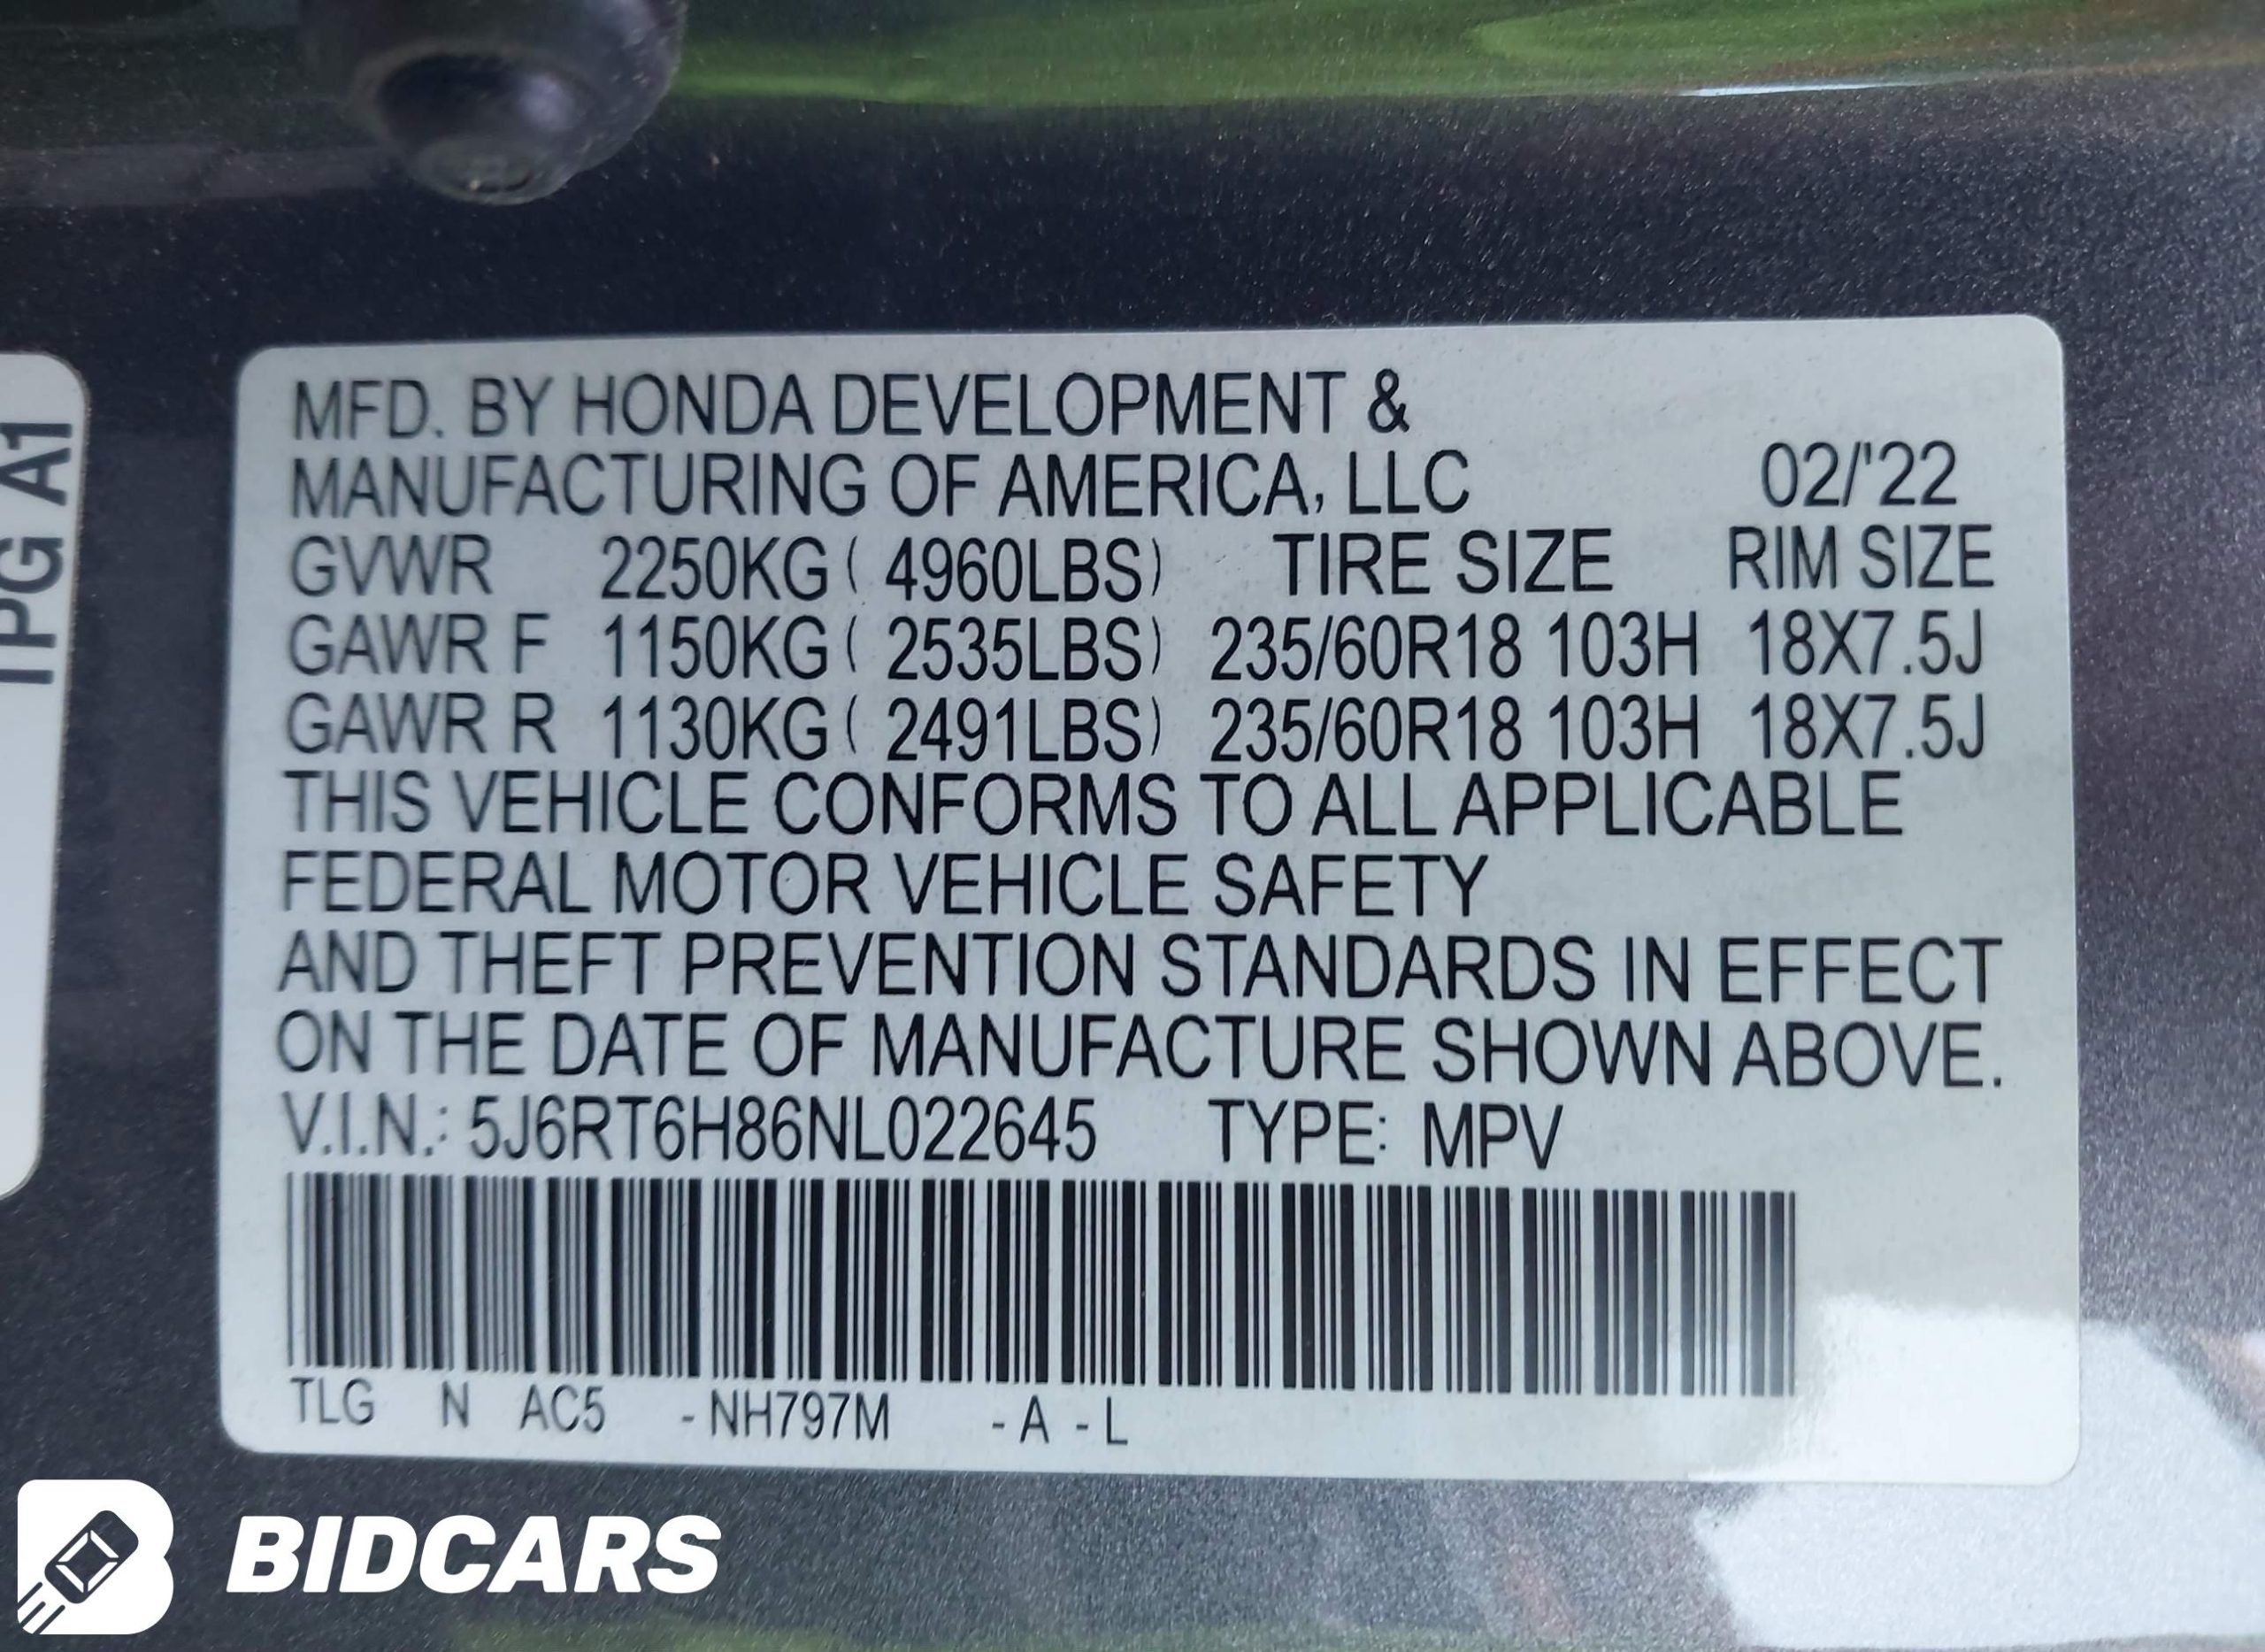 TPG A1
MFD. BY HONDA DEVELOPMENT &
MANUFACTURING OF AMERICA, LLC 02/'22
GVWR 2250KG ( 4960LBS) TIRE SIZE RIM SIZE
GAWR F 1150KG ( 2535LBS) 235/60R18 103H 18X7.5J
GAWR R 1130KG ( 2491LBS) 235/60R18 103H 18X7.5J
THIS VEHICLE CONFORMS TO ALL APPLICABLE
FEDERAL MOTOR VEHICLE SAFETY
AND THEFT PREVENTION STANDARDS IN EFFECT
ON THE DATE OF MANUFACTURE SHOWN ABOVE.
V.I.N.: 5J6RT6H86NL022645 TYPE: MPV
TLG N AC5 -NH797M -A -L
BIDCARS